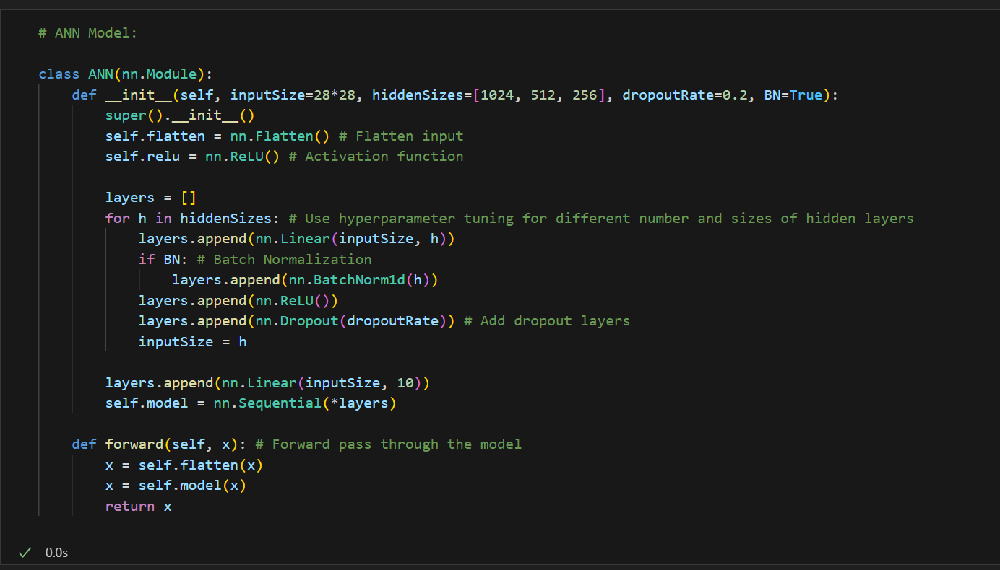 # ANN Model:
class ANN(nn.Module):
def __init__(self, inputSize=28*28, hiddenSizes=[1024, 512, 256], dropoutRate=0.2, BN=True):
super().__init__()
self.flatten = nn.Flatten() # Flatten input
self.relu = nn.ReLU() # Activation function
layers = []
for h in hiddenSizes: # Use hyperparameter tuning for different number and sizes of hidden layers
layers.append(nn.Linear(inputSize, h))
if BN: # Batch Normalization
layers.append(nn.BatchNorm1d(h))
layers.append(nn.ReLU())
layers.append(nn.Dropout(dropoutRate)) # Add dropout layers
inputSize = h
layers.append(nn.Linear(inputSize, 10))
self.model = nn.Sequential(*layers)
def forward(self, x): # Forward pass through the model
x = self.flatten(x)
x = self.model(x)
return x
0.0s